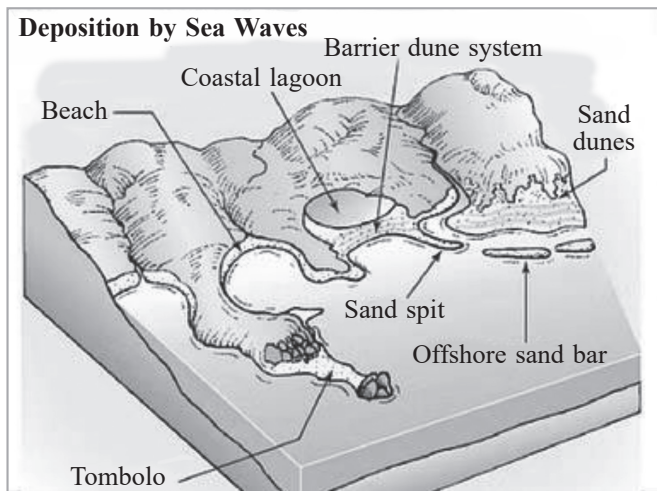 Deposition by Sea Waves
Barrier dune system
Coastal lagoon
Beach
Sand
dunes
Sand spit
Offshore sand bar
Tombolo